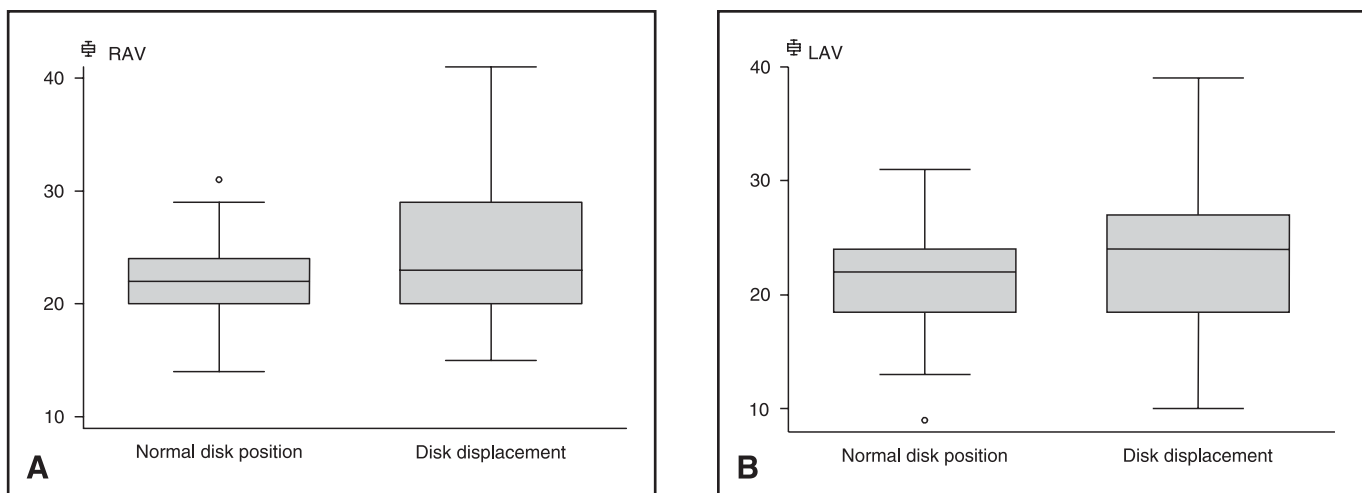 RAV
40
30
20
10
Normal disk position Disk displacement
A
LAV
40
30
20
10
Normal disk position Disk displacement
B